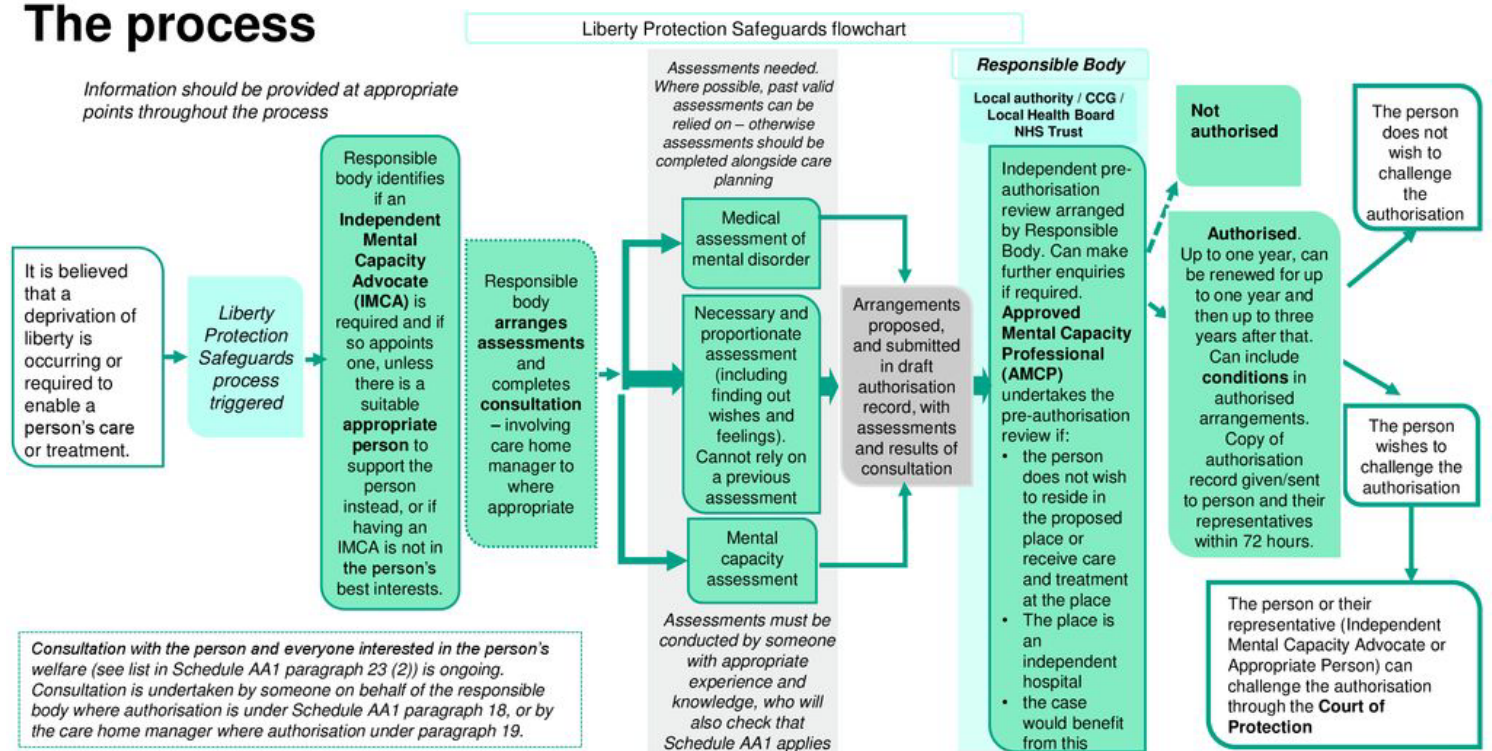 The process
Liberty Protection Safeguards flowchart
Information should be provided at appropriate
points throughout the process
It is believed
that a
deprivation of
liberty is
occurring or
required to
enable a
person's care
or treatment.
Liberty
Protection
Safeguards
process
triggered
Responsible
body identifies
if an
Independent
Mental
Capacity
Advocate
(IMCA) is
required and if
so appoints
one, unless
there is a
suitable
appropriate
person to
support the
person
instead, or if
having an
IMCA is not in
the person's
best interests.
Responsible
body
arranges
assessments
and
completes
consultation
– involving
care home
manager to
where
appropriate
Assessments needed.
Where possible, past valid
assessments can be
relied on – otherwise
assessments should be
completed alongside care
planning
Medical
assessment of
mental disorder
Necessary and
proportionate
assessment
(including
finding out
wishes and
feelings).
Cannot rely on
a previous
assessment
Mental
capacity
assessment
Assessments must be
conducted by someone
with appropriate
experience and
knowledge, who will
also check that
Schedule AA1 applies
Arrangements
proposed,
and submitted
in draft
authorisation
record, with
assessments
and results of
consultation
Responsible Body
Local authority / CCG /
Local Health Board
NHS Trust
Independent pre-
authorisation
review arranged
by Responsible
Body. Can make
further enquiries
if required.
Approved
Mental Capacity
Professional
(AMCP)
undertakes the
pre-authorisation
review if:
• the person
does not wish
to reside in
the proposed
place or
receive care
and treatment
at the place
• The place is
an
independent
hospital
• the case
would benefit
from this
Not
authorised
Authorised.
Up to one year, can
be renewed for up
to one year and
then up to three
years after that.
Can include
conditions in
authorised
arrangements.
Copy of
authorisation
record given/sent
to person and their
representatives
within 72 hours.
The person
does not
wish to
challenge
the
authorisation
The person
wishes to
challenge the
authorisation
The person or their
representative (Independent
Mental Capacity Advocate or
Appropriate Person) can
challenge the authorisation
through the Court of
Protection
Consultation with the person and everyone interested in the person's
welfare (see list in Schedule AA1 paragraph 23 (2)) is ongoing.
Consultation is undertaken by someone on behalf of the responsible
body where authorisation is under Schedule AA1 paragraph 18, or by
the care home manager where authorisation under paragraph 19.